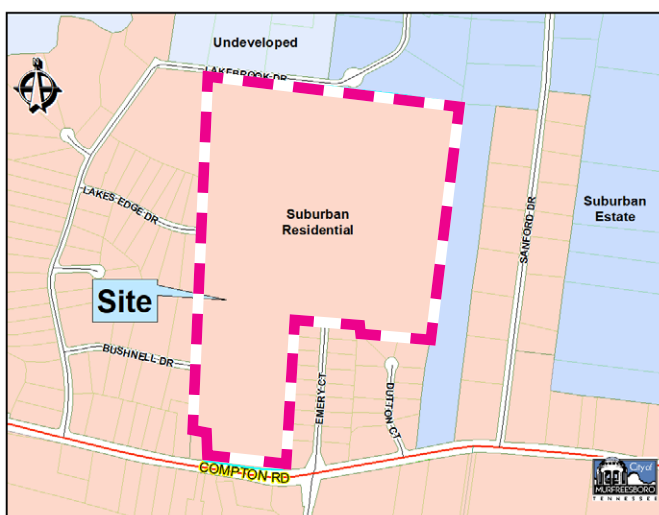 Undeveloped
LAKEBROOK DR
LAKES EDGE DR
Suburban
Residential
SANFORD DR
Suburban
Estate
Site
BUSHNELL DR
EMERY CT
DUTTON CT
COMPTON RD
City of
MURFREESBORO
TENNESSEE